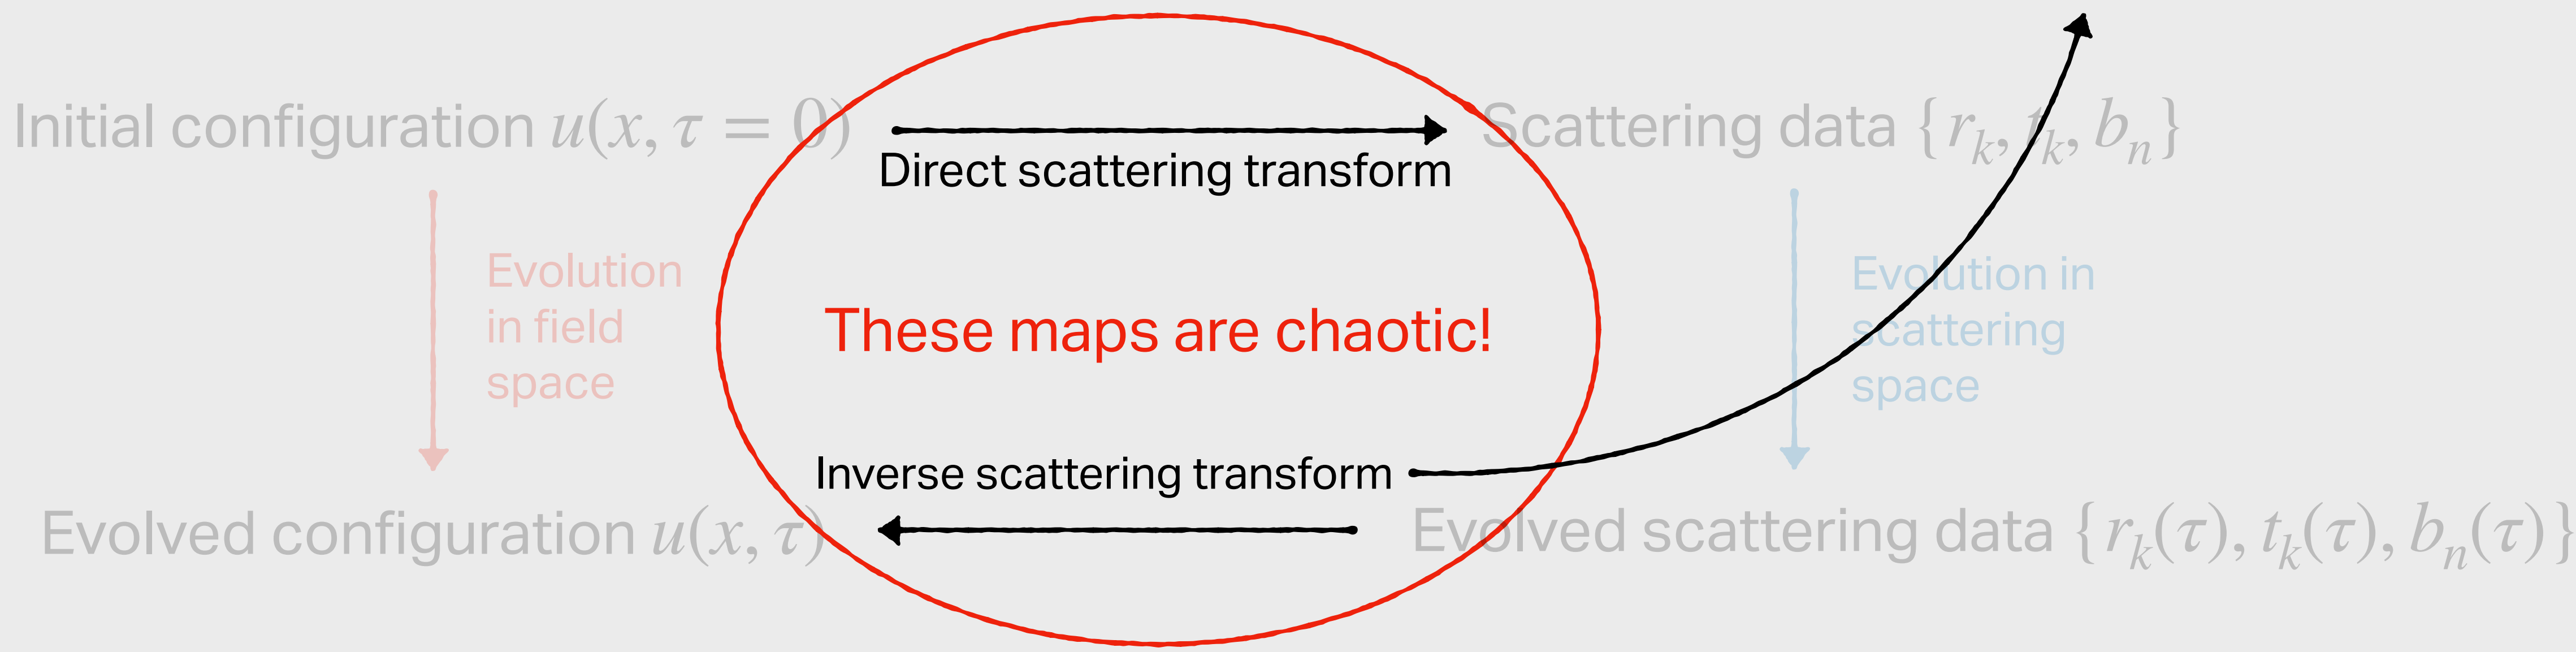 Initial configuration u(x, τ = 0)
Scattering data {r_k, t_k, b_n}
Direct scattering transform
Evolution
in field
space
These maps are chaotic!
Evolution in
scattering
space
Inverse scattering transform
Evolved configuration u(x, τ)
Evolved scattering data {r_k(τ), t_k(τ), b_n(τ)}